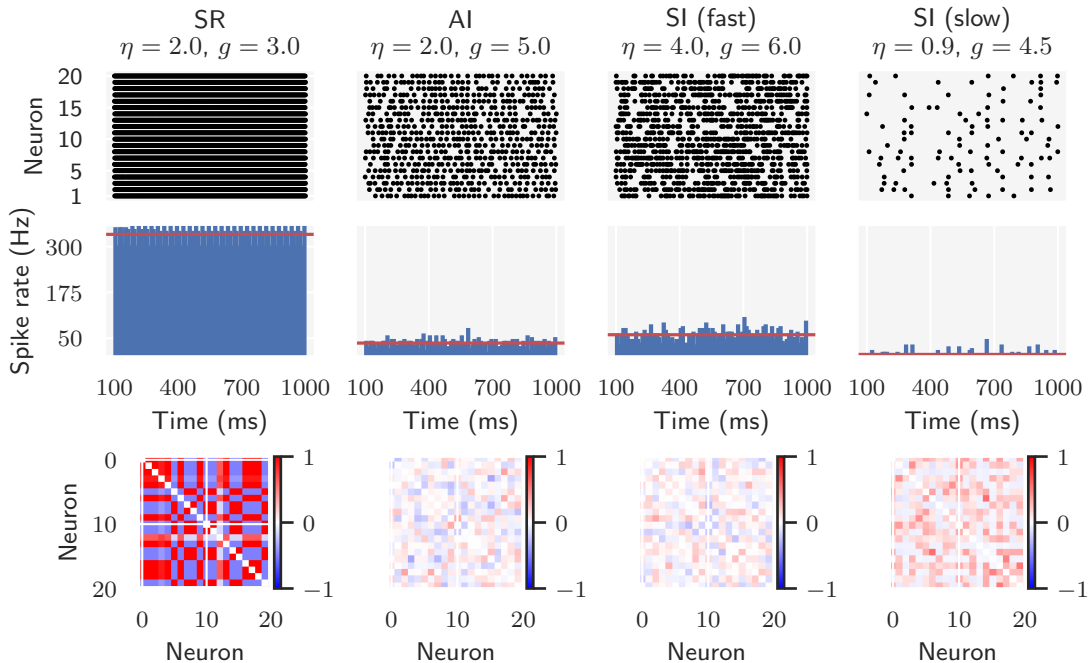 SR AI SI (fast) SI (slow)
η = 2.0, g = 3.0 η = 2.0, g = 5.0 η = 4.0, g = 6.0 η = 0.9, g = 4.5
20
15
10
5
1
Neuron
300
175
50
Spike rate (Hz)
100 400 700 1000 100 400 700 1000 100 400 700 1000 100 400 700 1000
Time (ms) Time (ms) Time (ms) Time (ms)
0
10
20
Neuron
1 1 1 1
0 0 0 0
−1 −1 −1 −1
0 10 20 0 10 20 0 10 20 0 10 20
Neuron Neuron Neuron Neuron